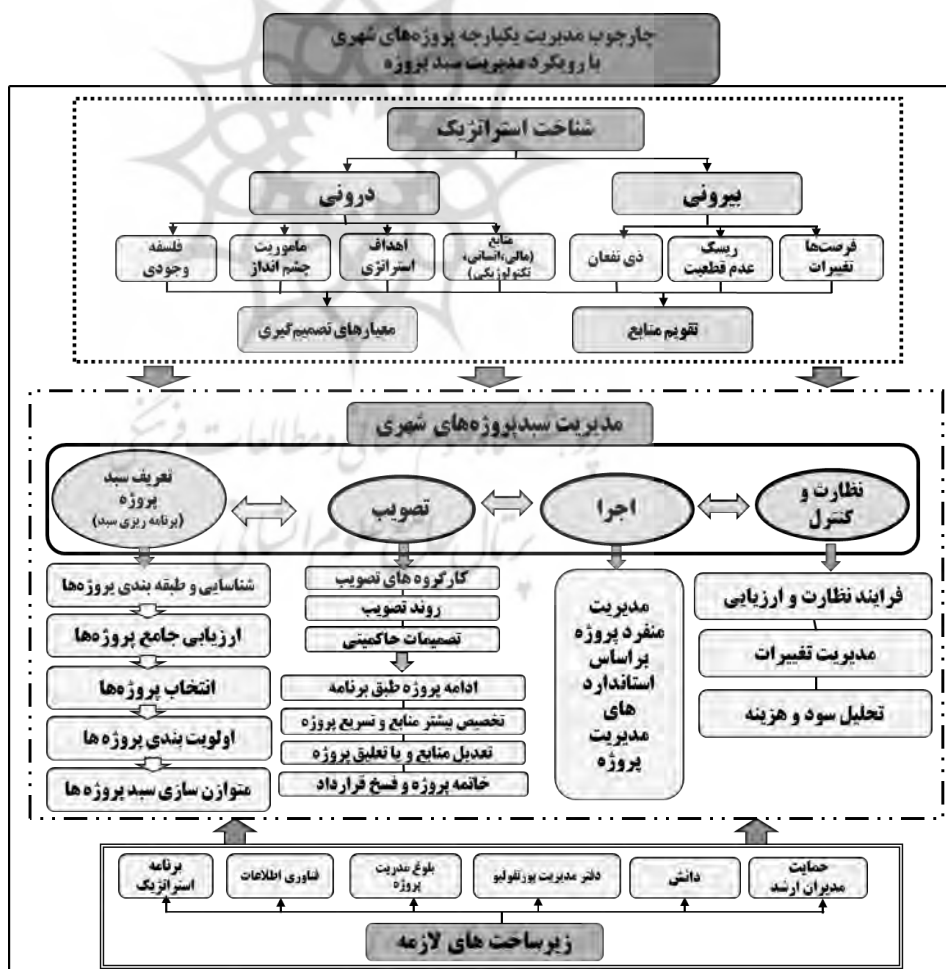 چارچوب مدیریت یکپارچه پروژه‌های شهری
با رویکرد مدیریت سبد پروژه
شناخت استراتژیک
بیرونی
درونی
فرصت‌ها
تغییرات
ریسک
عدم قطعیت
ذی نفعان
منابع
(مالی،انسانی،
تکنولوژیکی)
اهداف
استراتژی
ماموریت
چشم انداز
فلسفه
وجودی
تقویم منابع
معیارهای تصمیم‌گیری
مدیریت سبدپروژه‌های شهری
تعریف سبد
پروژه
(برنامه ریزی سبد)
تصویب
اجرا
نظارت و
کنترل
شناسایی و طبقه بندی پروژه‌ها
ارزیابی جامع پروژه‌ها
انتخاب پروژه‌ها
اولویت بندی پروژه ها
متوازن سازی سبد پروژه‌ها
کارگروه های تصویب
روند تصویب
تصمیمات حاکمیتی
ادامه پروژه طبق برنامه
تخصیص بیشتر منابع و تسریع پروژه
تعدیل منابع و یا تعلیق پروژه
خاتمه پروژه و فسخ قرارداد
مدیریت
منفرد پروژه
براساس
استاندارد
های
مدیریت
پروژه
فرایند نظارت و ارزیابی
مدیریت تغییرات
تحلیل سود و هزینه
پرتال جامع علوم انسانی
حمایت
مدیران ارشد
دانش
دفتر مدیریت پورتفولیو
بلوغ مدریت
پروژه
فناوری اطلاعات
برنامه
استراتژیک
زیرساخت های لازمه